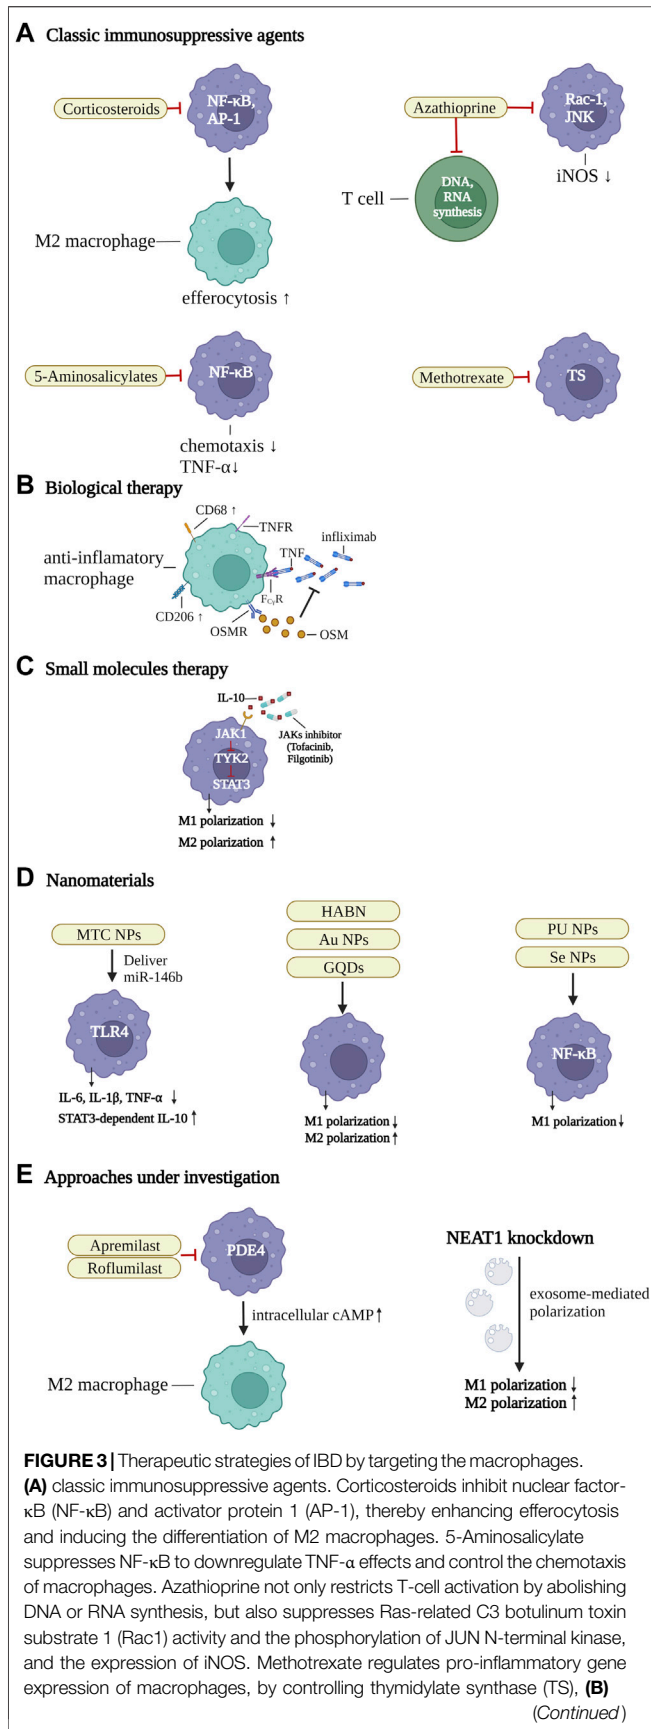 A Classic immunosuppressive agents
Corticosteroids
NF-κB,
AP-1
M2 macrophage
efferocytosis ↑
Azathioprine
Rac-1,
JNK
iNOS ↓
T cell
DNA,
RNA
synthesis
5-Aminosalicylates
NF-κB
chemotaxis ↓
TNF-α↓
Methotrexate
TS
B Biological therapy
CD68 ↑
TNFR
TNF
infliximab
anti-inflamatory
macrophage
CD206 ↑
FCγR
OSMR
OSM
C Small molecules therapy
IL-10
JAK1
TYK2
STAT3
JAKs inhibitor
(Tofacinib,
Filgotinib)
M1 polarization ↓
M2 polarization ↑
D Nanomaterials
MTC NPs
Deliver
miR-146b
TLR4
IL-6, IL-1β, TNF-α ↓
STAT3-dependent IL-10 ↑
HABN
Au NPs
GQDs
M1 polarization ↓
M2 polarization ↑
PU NPs
Se NPs
NF-κB
M1 polarization ↓
E Approaches under investigation
Apremilast
Roflumilast
PDE4
intracellular cAMP ↑
M2 macrophage
NEAT1 knockdown
exosome-mediated
polarization
M1 polarization ↓
M2 polarization ↑
FIGURE 3 | Therapeutic strategies of IBD by targeting the macrophages.
(A) classic immunosuppressive agents. Corticosteroids inhibit nuclear factor-
κB (NF-κB) and activator protein 1 (AP-1), thereby enhancing efferocytosis
and inducing the differentiation of M2 macrophages. 5-Aminosalicylate
suppresses NF-κB to downregulate TNF-α effects and control the chemotaxis
of macrophages. Azathioprine not only restricts T-cell activation by abolishing
DNA or RNA synthesis, but also suppresses Ras-related C3 botulinum toxin
substrate 1 (Rac1) activity and the phosphorylation of JUN N-terminal kinase,
and the expression of iNOS. Methotrexate regulates pro-inflammatory gene
expression of macrophages, by controlling thymidylate synthase (TS), (B)
(Continued)